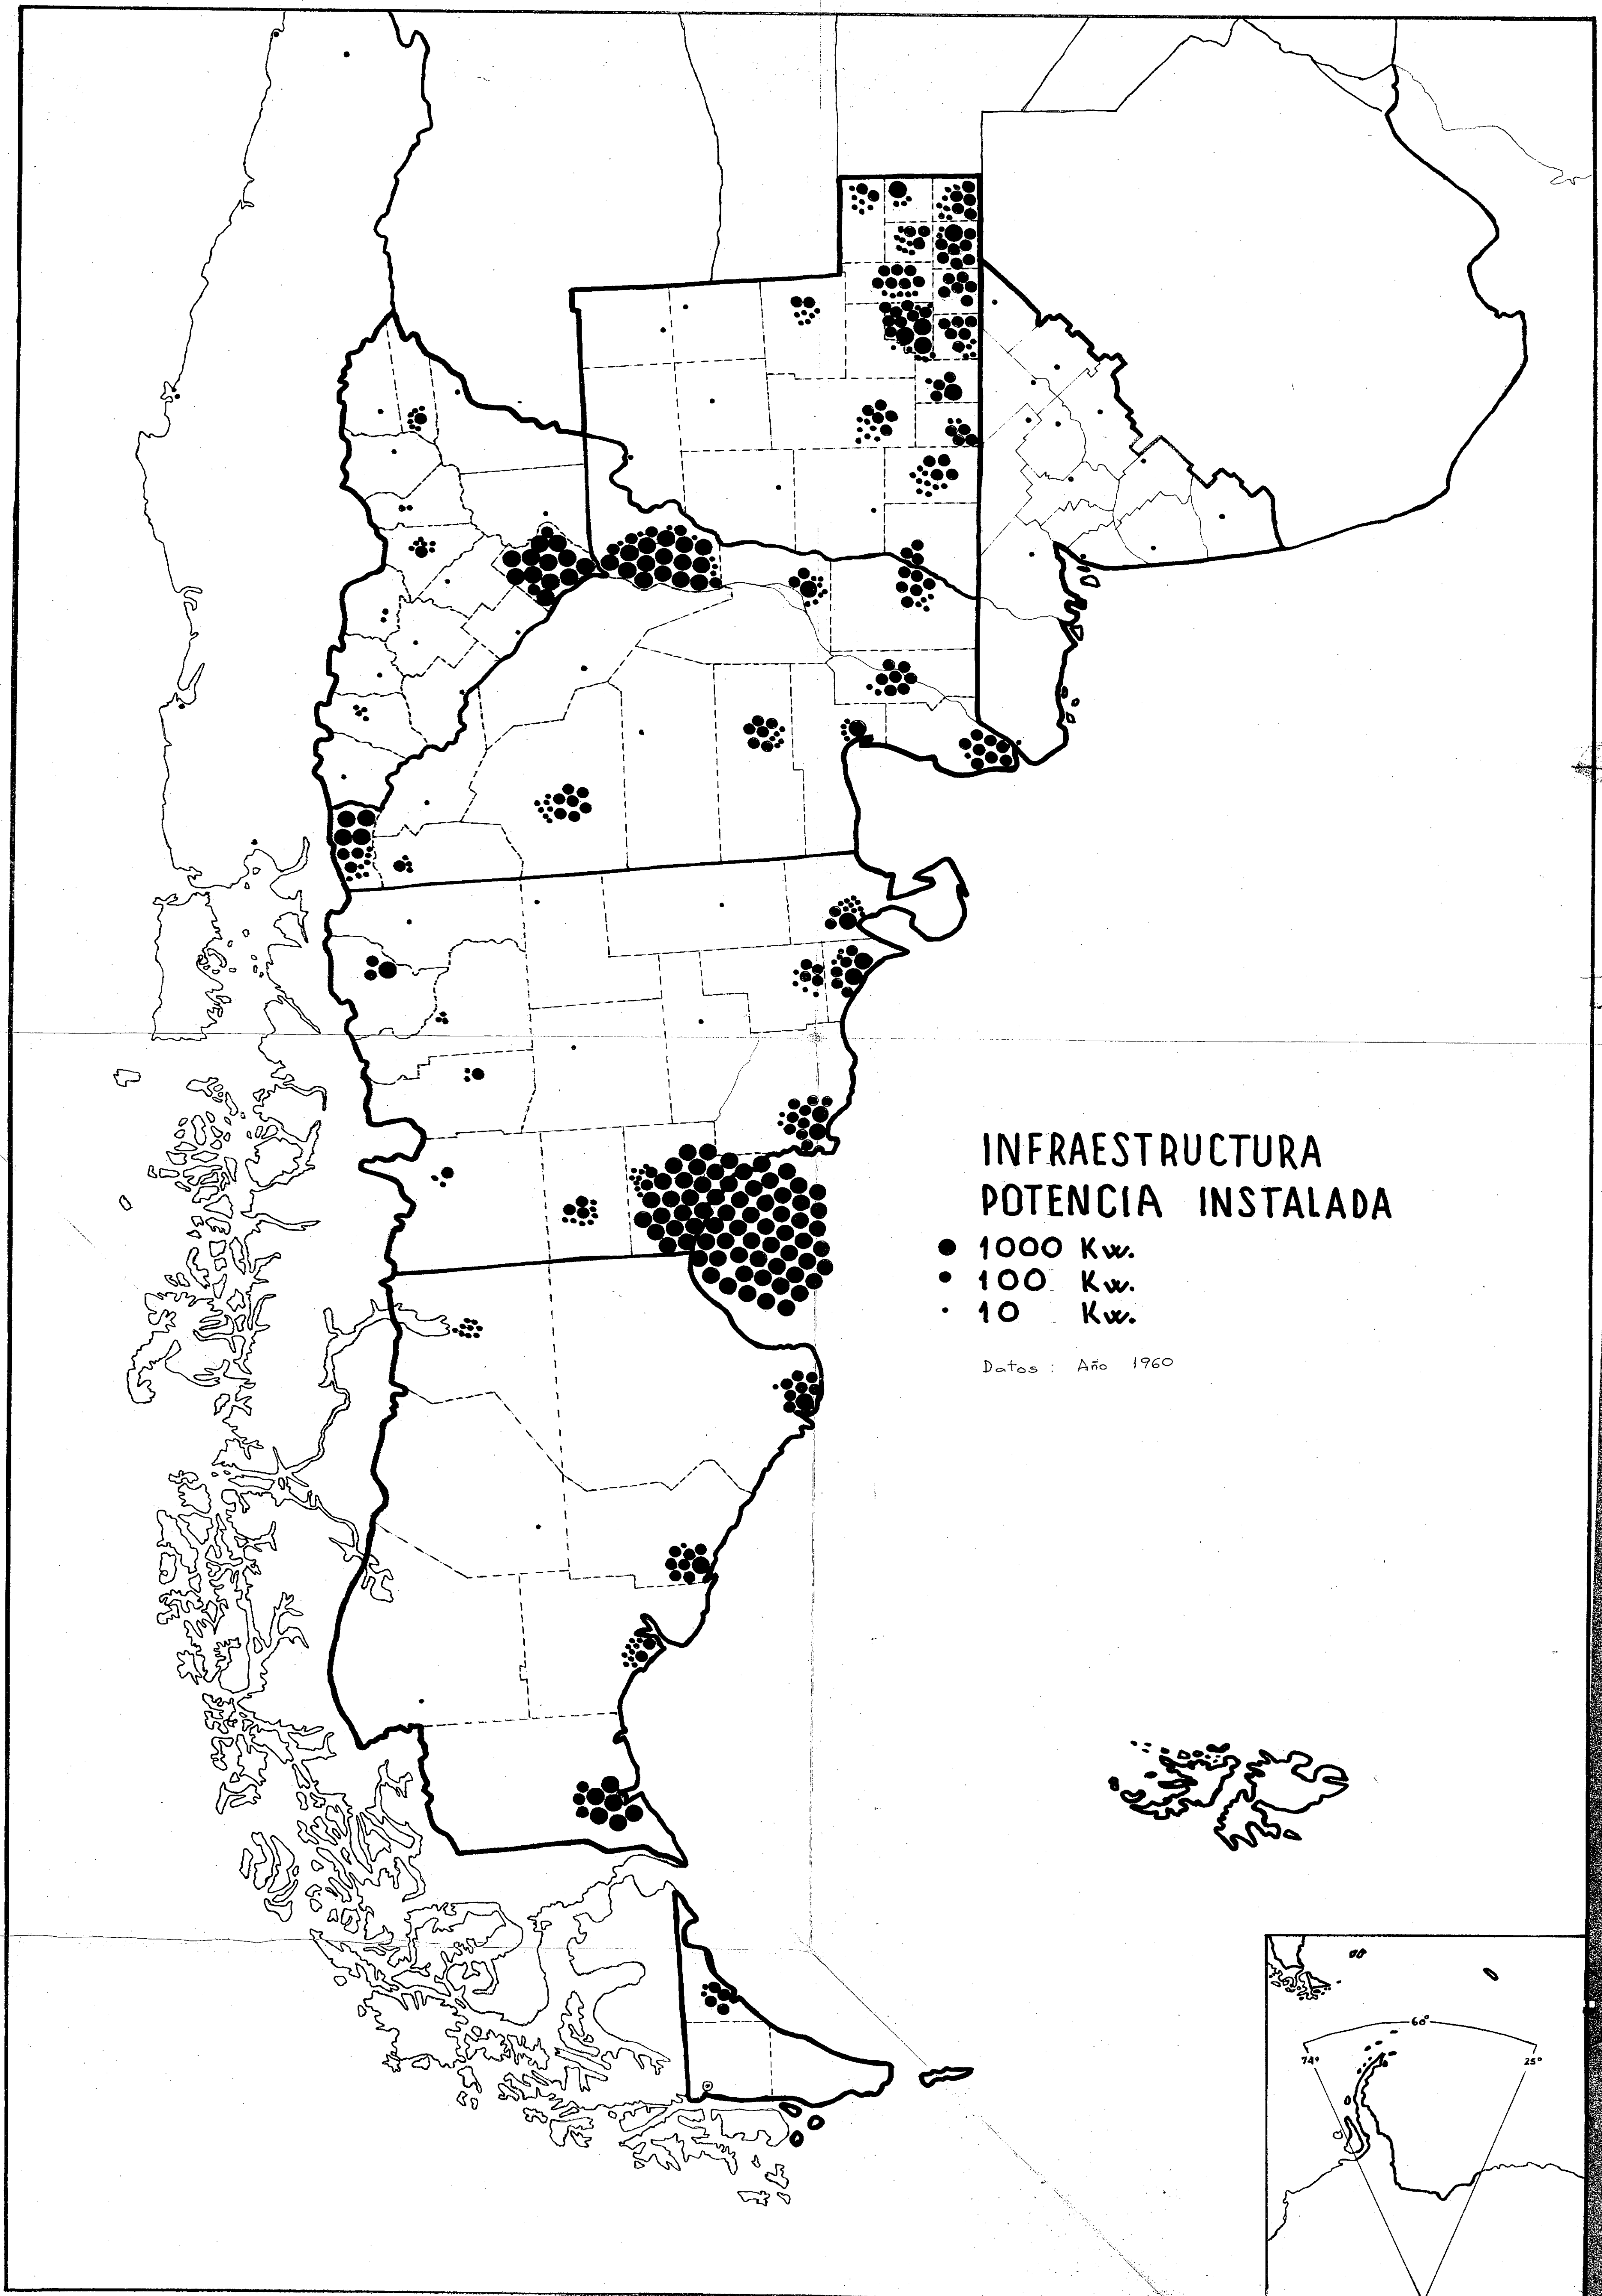 INFRAESTRUCTURA
POTENCIA INSTALADA
1000 Kw.
100 Kw.
10 Kw.
Datos : Año 1960
60°
74°
25°